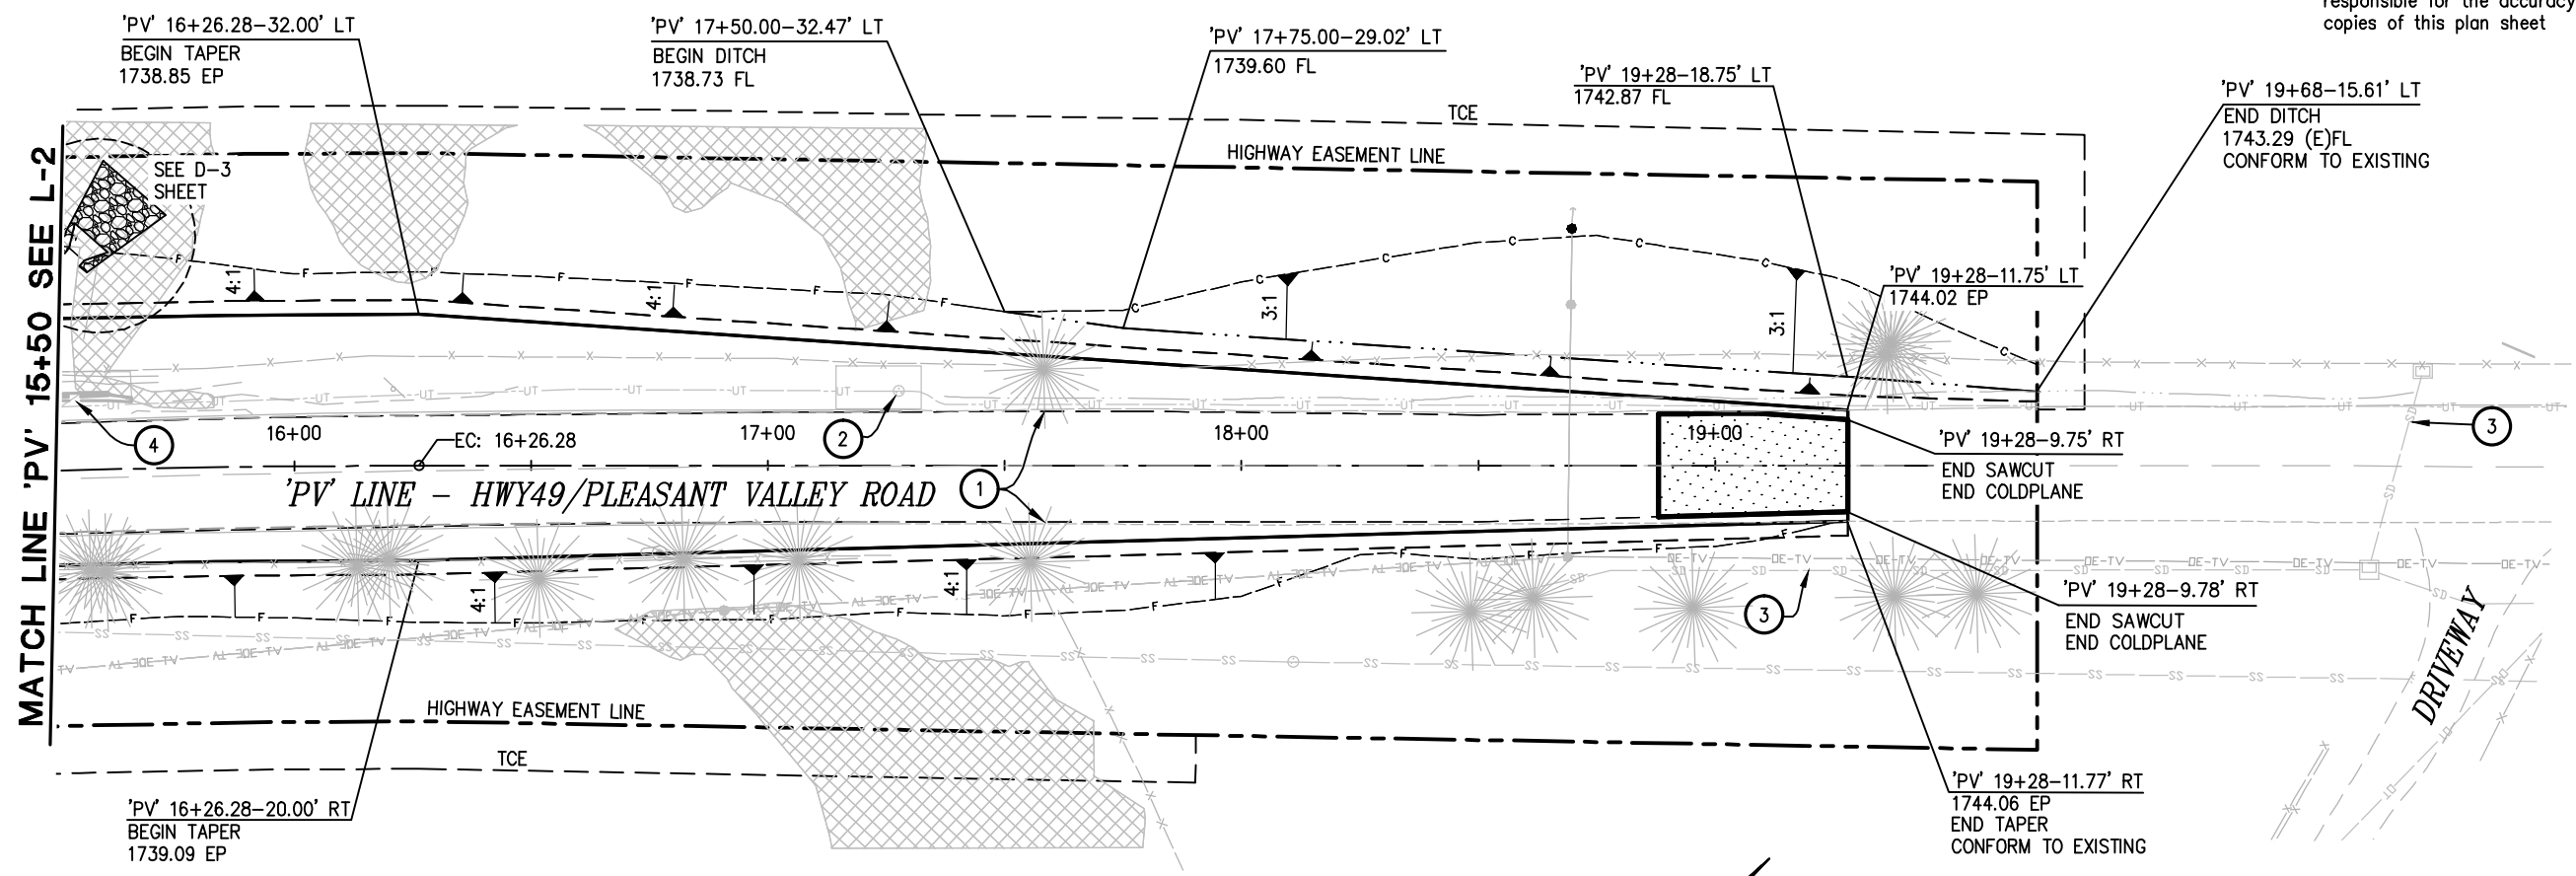 responsible for the accuracy
copies of this plan sheet
'PV' 16+26.28-32.00' LT
BEGIN TAPER
1738.85 EP
'PV' 17+50.00-32.47' LT
BEGIN DITCH
1738.73 FL
'PV' 17+75.00-29.02' LT
1739.60 FL
'PV' 19+28-18.75' LT
1742.87 FL
'PV' 19+68-15.61' LT
END DITCH
1743.29 (E)FL
CONFORM TO EXISTING
TCE
HIGHWAY EASEMENT LINE
SEE D-3
SHEET
MATCH LINE 'PV' 15+50 SEE L-2
4:1
4:1
3:1
3:1
'PV' 19+28-11.75' LT
1744.02 EP
16+00
17+00
18+00
19+00
4
2
1
3
EC: 16+26.28
'PV' LINE - HWY49/PLEASANT VALLEY ROAD
'PV' 19+28-9.75' RT
END SAWCUT
END COLDPLANE
4:1
4:1
3
'PV' 19+28-9.78' RT
END SAWCUT
END COLDPLANE
HIGHWAY EASEMENT LINE
TCE
DRIVEWAY
'PV' 16+26.28-20.00' RT
BEGIN TAPER
1739.09 EP
'PV' 19+28-11.77' RT
1744.06 EP
END TAPER
CONFORM TO EXISTING